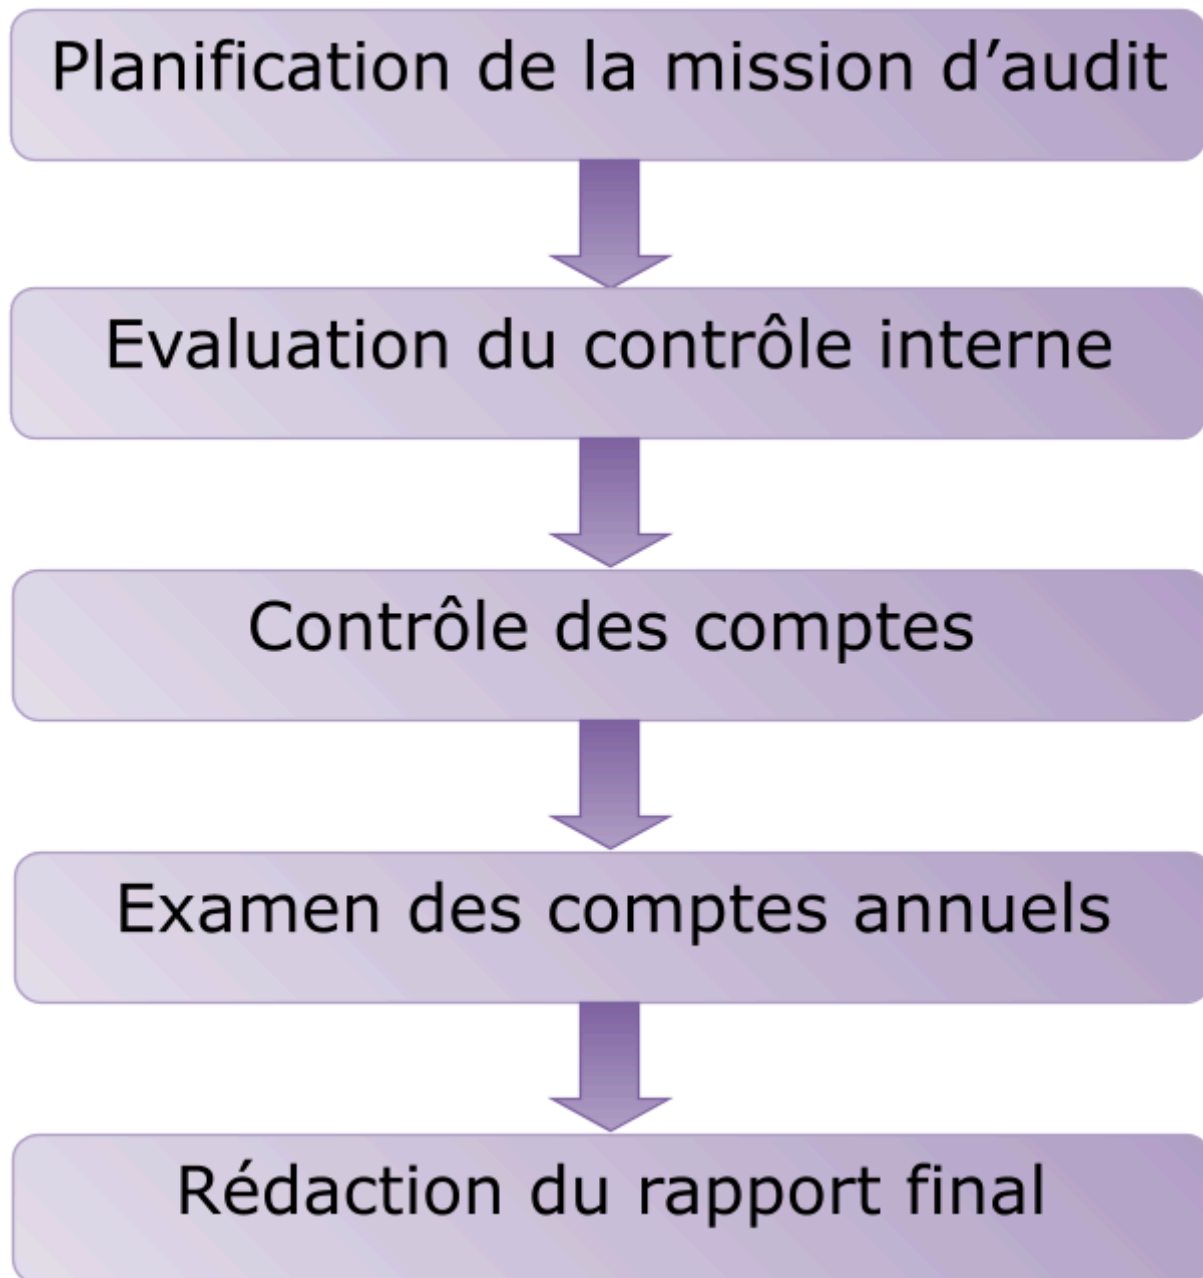 Planification de la mission d’audit
Evaluation du contrôle interne
Contrôle des comptes
Examen des comptes annuels
Rédaction du rapport final